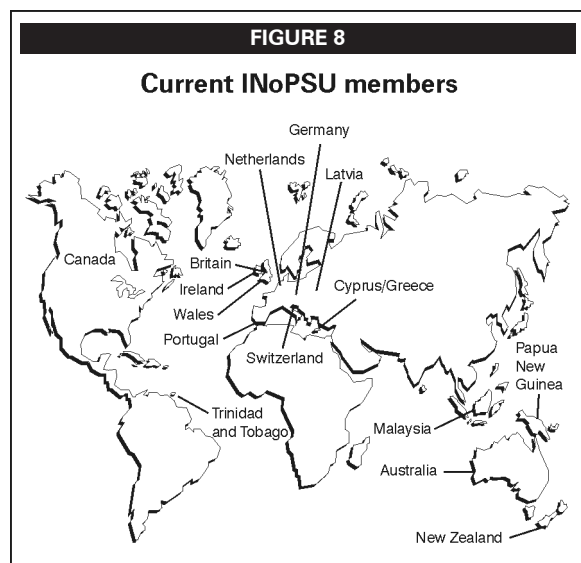 FIGURE 8
Current INoPSU members
Germany
Netherlands
Latvia
Canada
Britain
Ireland
Cyprus/Greece
Wales
Portugal
Switzerland
Papua
New
Guinea
Trinidad
and Tobago
Malaysia
Australia
New Zealand